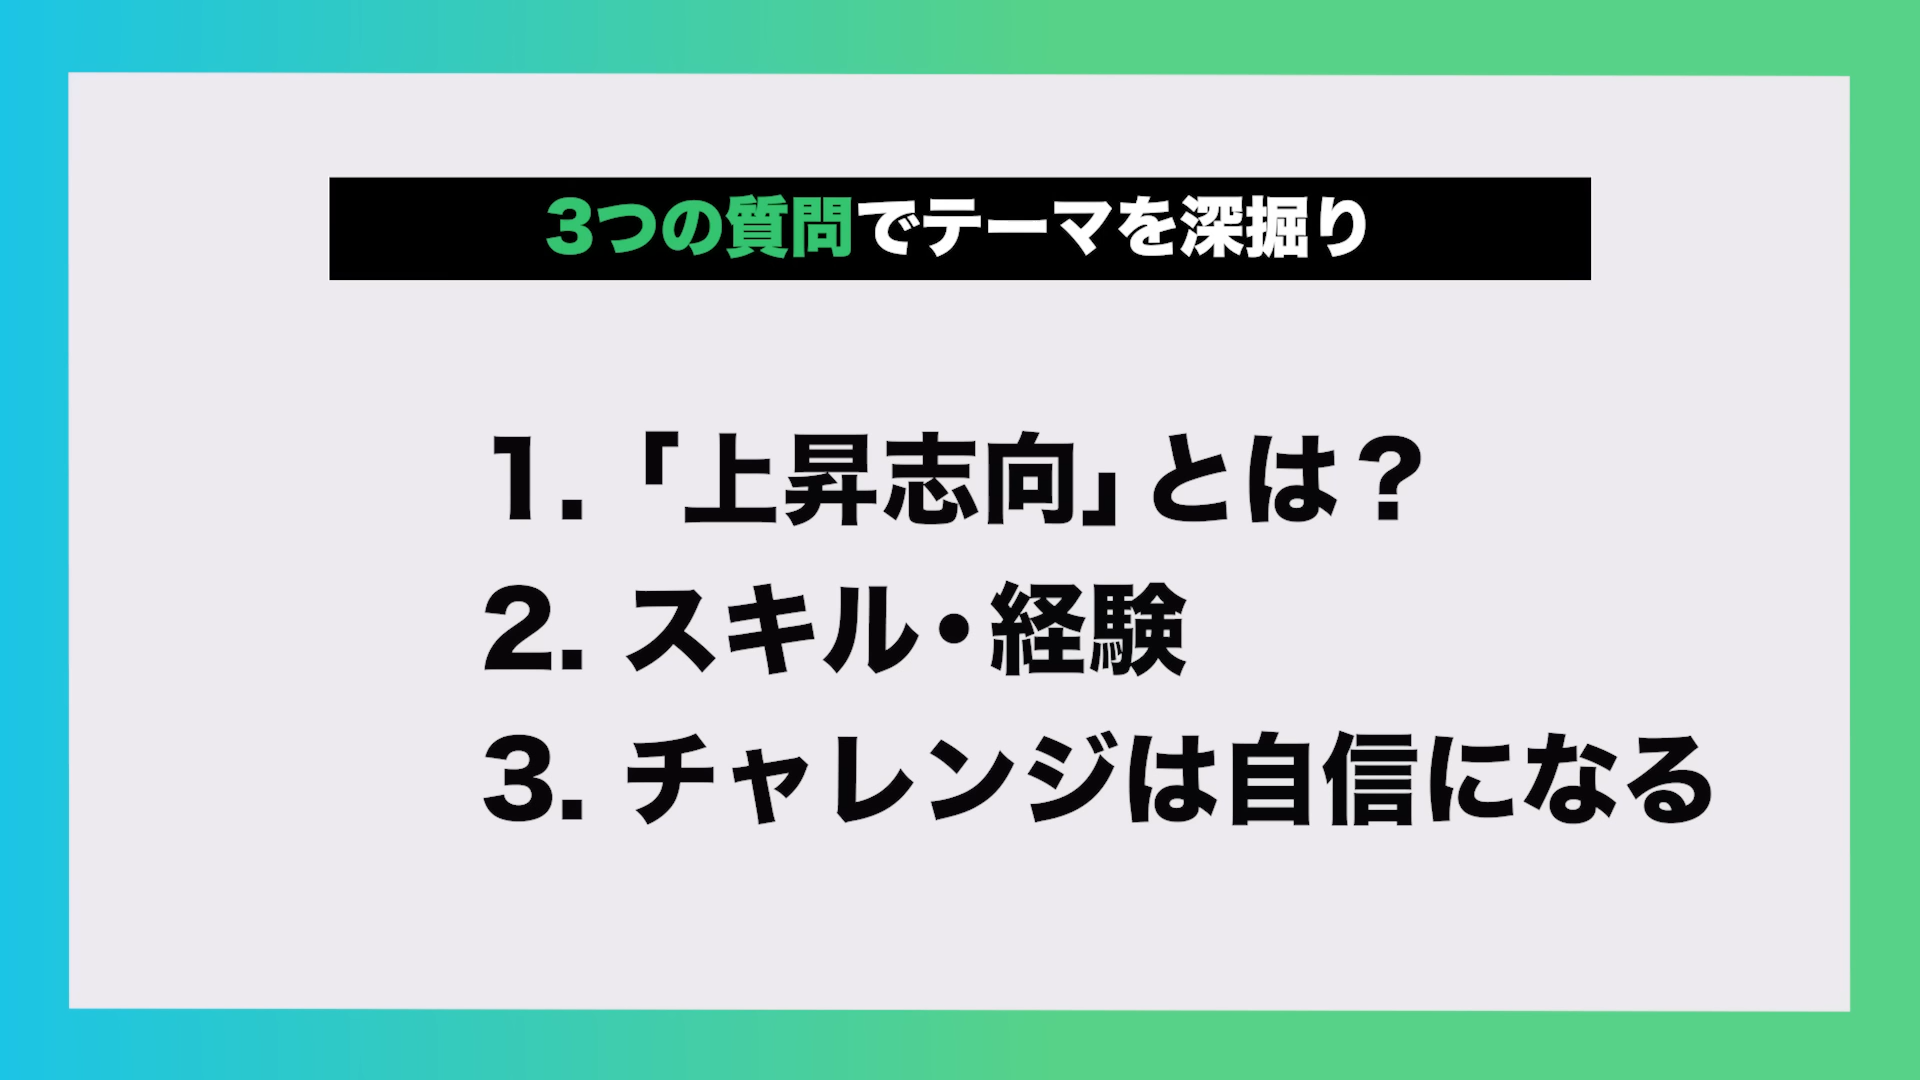 3つの質問でテーマを深掘り
1.「上昇志向」とは？
2. スキル・経験
3. チャレンジは自信になる